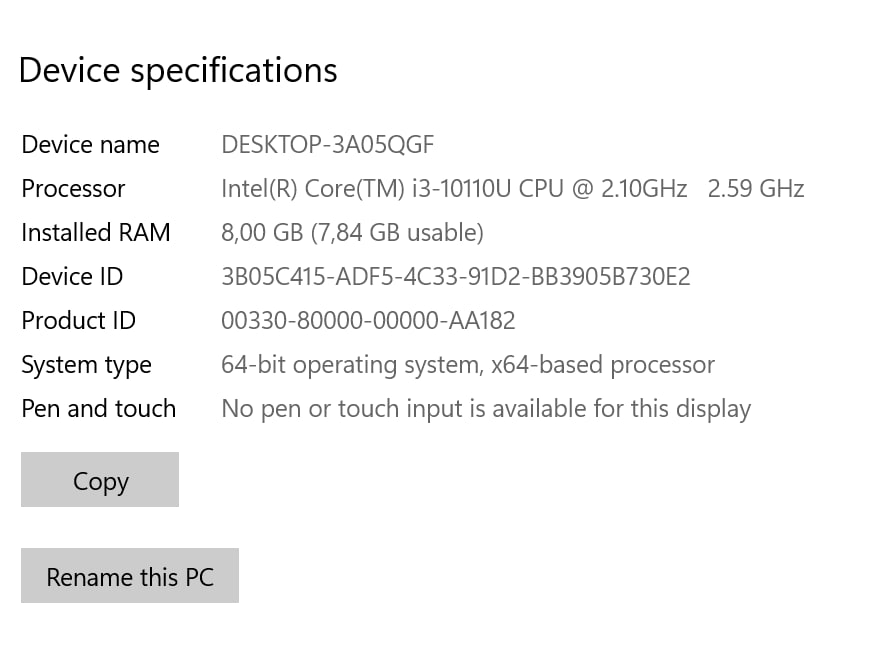 Device specifications
Device name DESKTOP-3A05QGF
Processor Intel(R) Core(TM) i3-10110U CPU @ 2.10GHz 2.59 GHz
Installed RAM 8,00 GB (7,84 GB usable)
Device ID 3B05C415-ADF5-4C33-91D2-BB3905B730E2
Product ID 00330-80000-00000-AA182
System type 64-bit operating system, x64-based processor
Pen and touch No pen or touch input is available for this display
Copy
Rename this PC